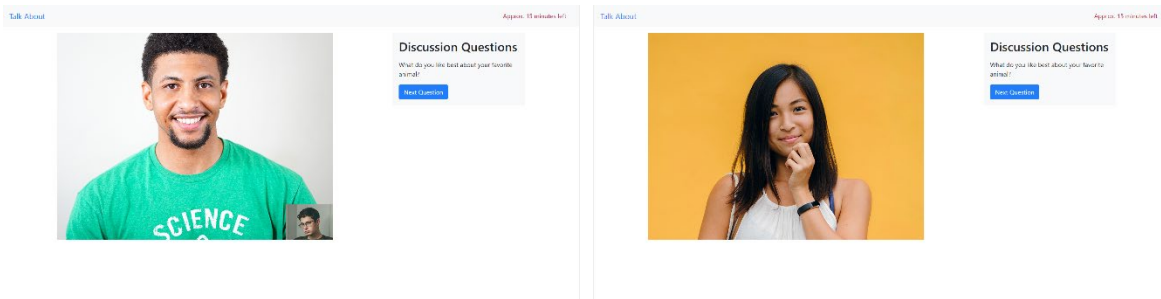 Talk About
Approx. 15 minutes left
Discussion Questions
What do you like best about your favorite
animal?
Next Question
SCIENCE
Talk About
Approx. 15 minutes left
Discussion Questions
What do you like best about your favorite
animal?
Next Question